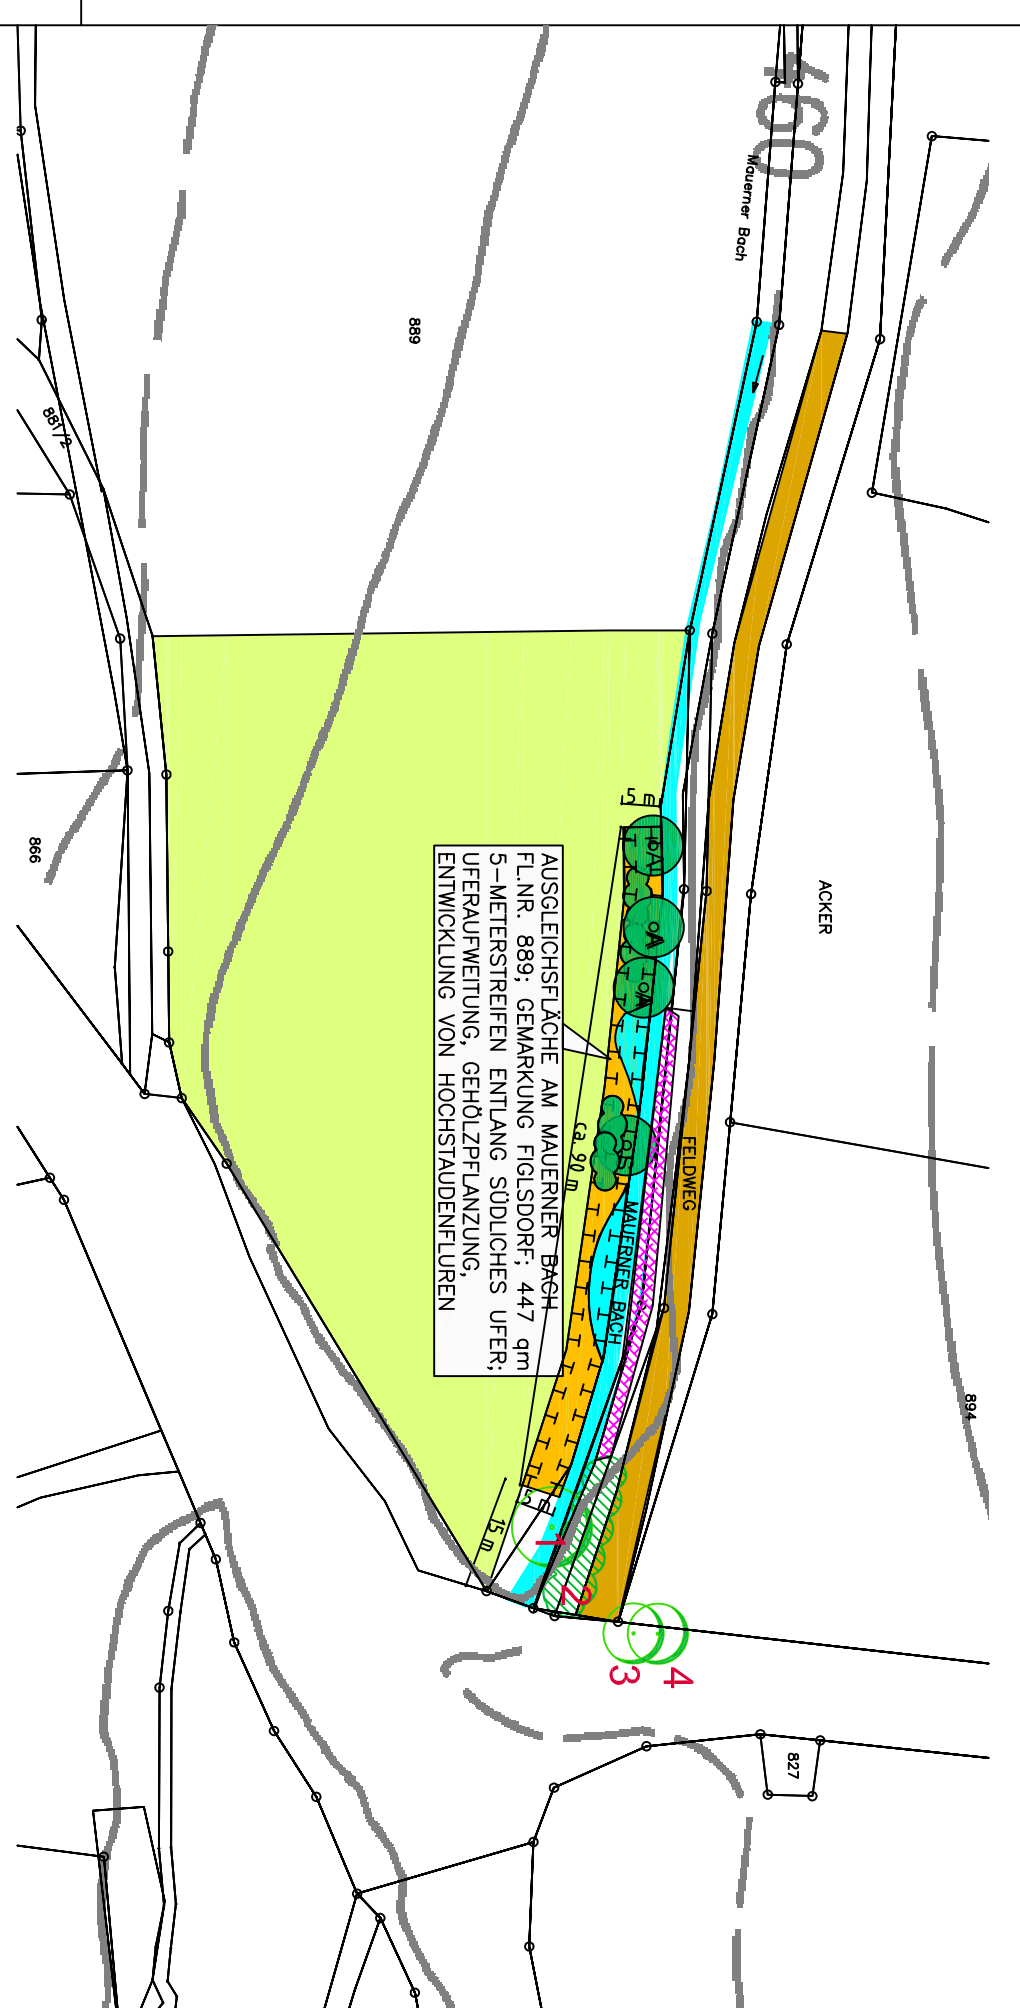 490
Mauerner Bach
889
881/2
866
ACKER
894
5 m
A
A
A
S
FELDWEG
MAUERNER BACH
ca. 90 m
AUSGLEICHSFLÄCHE AM MAUERNER BACH
FL.NR. 889; GEMARKUNG FIGLSDORF; 447 qm
5-METERSTREIFEN ENTLANG SÜDLICHES UFER;
UFERAUFWEITUNG, GEHÖLZPFLANZUNG,
ENTWICKLUNG VON HOCHSTAUDENFLUREN
5 m
15 m
1
2
3
4
827